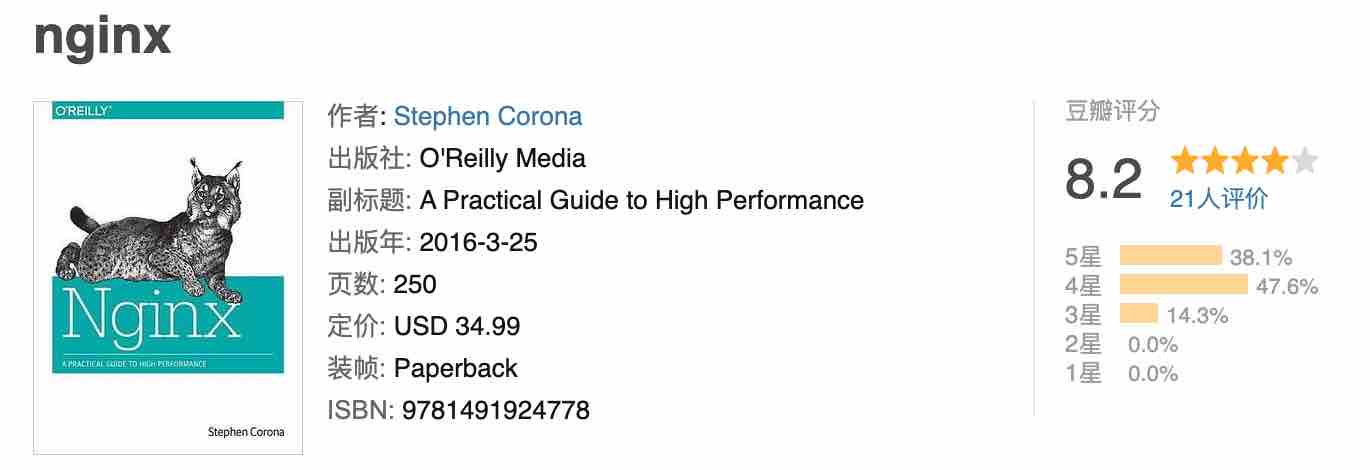 nginx
O'REILLY
Nginx
A PRACTICAL GUIDE TO HIGH PERFORMANCE
Stephen Corona
作者: Stephen Corona
出版社: O'Reilly Media
副标题: A Practical Guide to High Performance
出版年: 2016-3-25
页数: 250
定价: USD 34.99
装帧: Paperback
ISBN: 9781491924778
豆瓣评分
8.2
21人评价
5星 38.1%
4星 47.6%
3星 14.3%
2星 0.0%
1星 0.0%